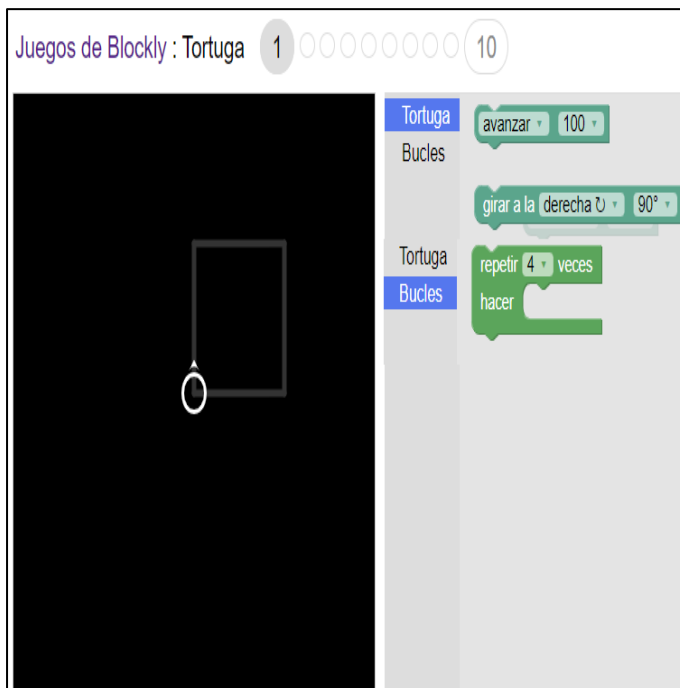 Juegos de Blockly : Tortuga 1 10
Tortuga
Bucles
avanzar 100
girar a la derecha ↻ 90°
Tortuga
Bucles
repetir 4 veces
hacer